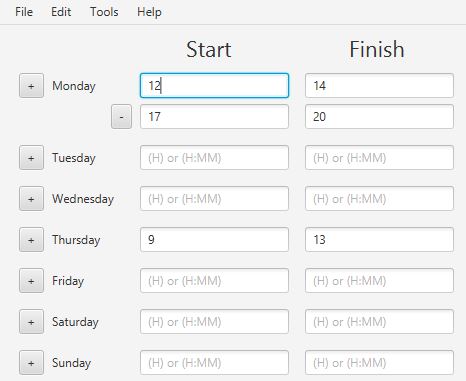 File Edit Tools Help
Start Finish
+ Monday 12 14
- 17 20
+ Tuesday (H) or (H:MM) (H) or (H:MM)
+ Wednesday (H) or (H:MM) (H) or (H:MM)
+ Thursday 9 13
+ Friday (H) or (H:MM) (H) or (H:MM)
+ Saturday (H) or (H:MM) (H) or (H:MM)
+ Sunday (H) or (H:MM) (H) or (H:MM)